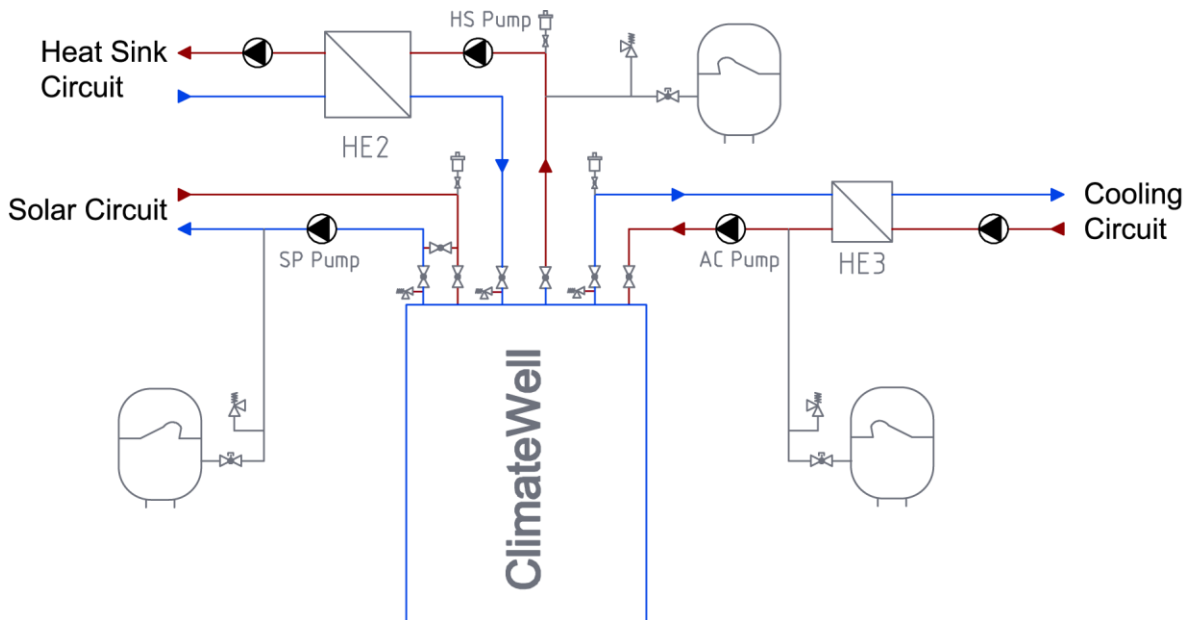 HS Pump
Heat Sink
Circuit
HE2
Solar Circuit
SP Pump
AC Pump
HE3
Cooling
Circuit
ClimateWell